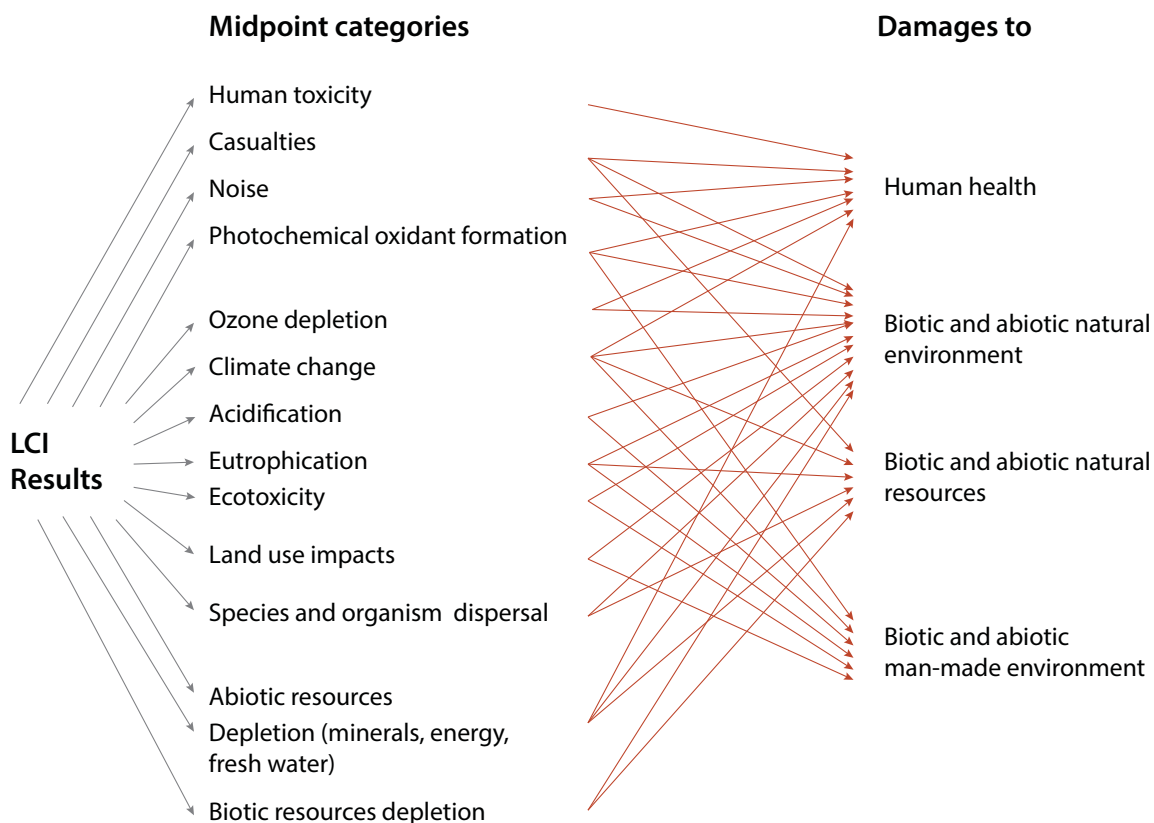 Midpoint categories
Damages to
Human toxicity
Casualties
Noise
Photochemical oxidant formation
Ozone depletion
Climate change
Acidification
Eutrophication
Ecotoxicity
Land use impacts
Species and organism dispersal
Abiotic resources
Depletion (minerals, energy,
fresh water)
Biotic resources depletion
LCI
Results
Human health
Biotic and abiotic natural
environment
Biotic and abiotic natural
resources
Biotic and abiotic
man-made environment